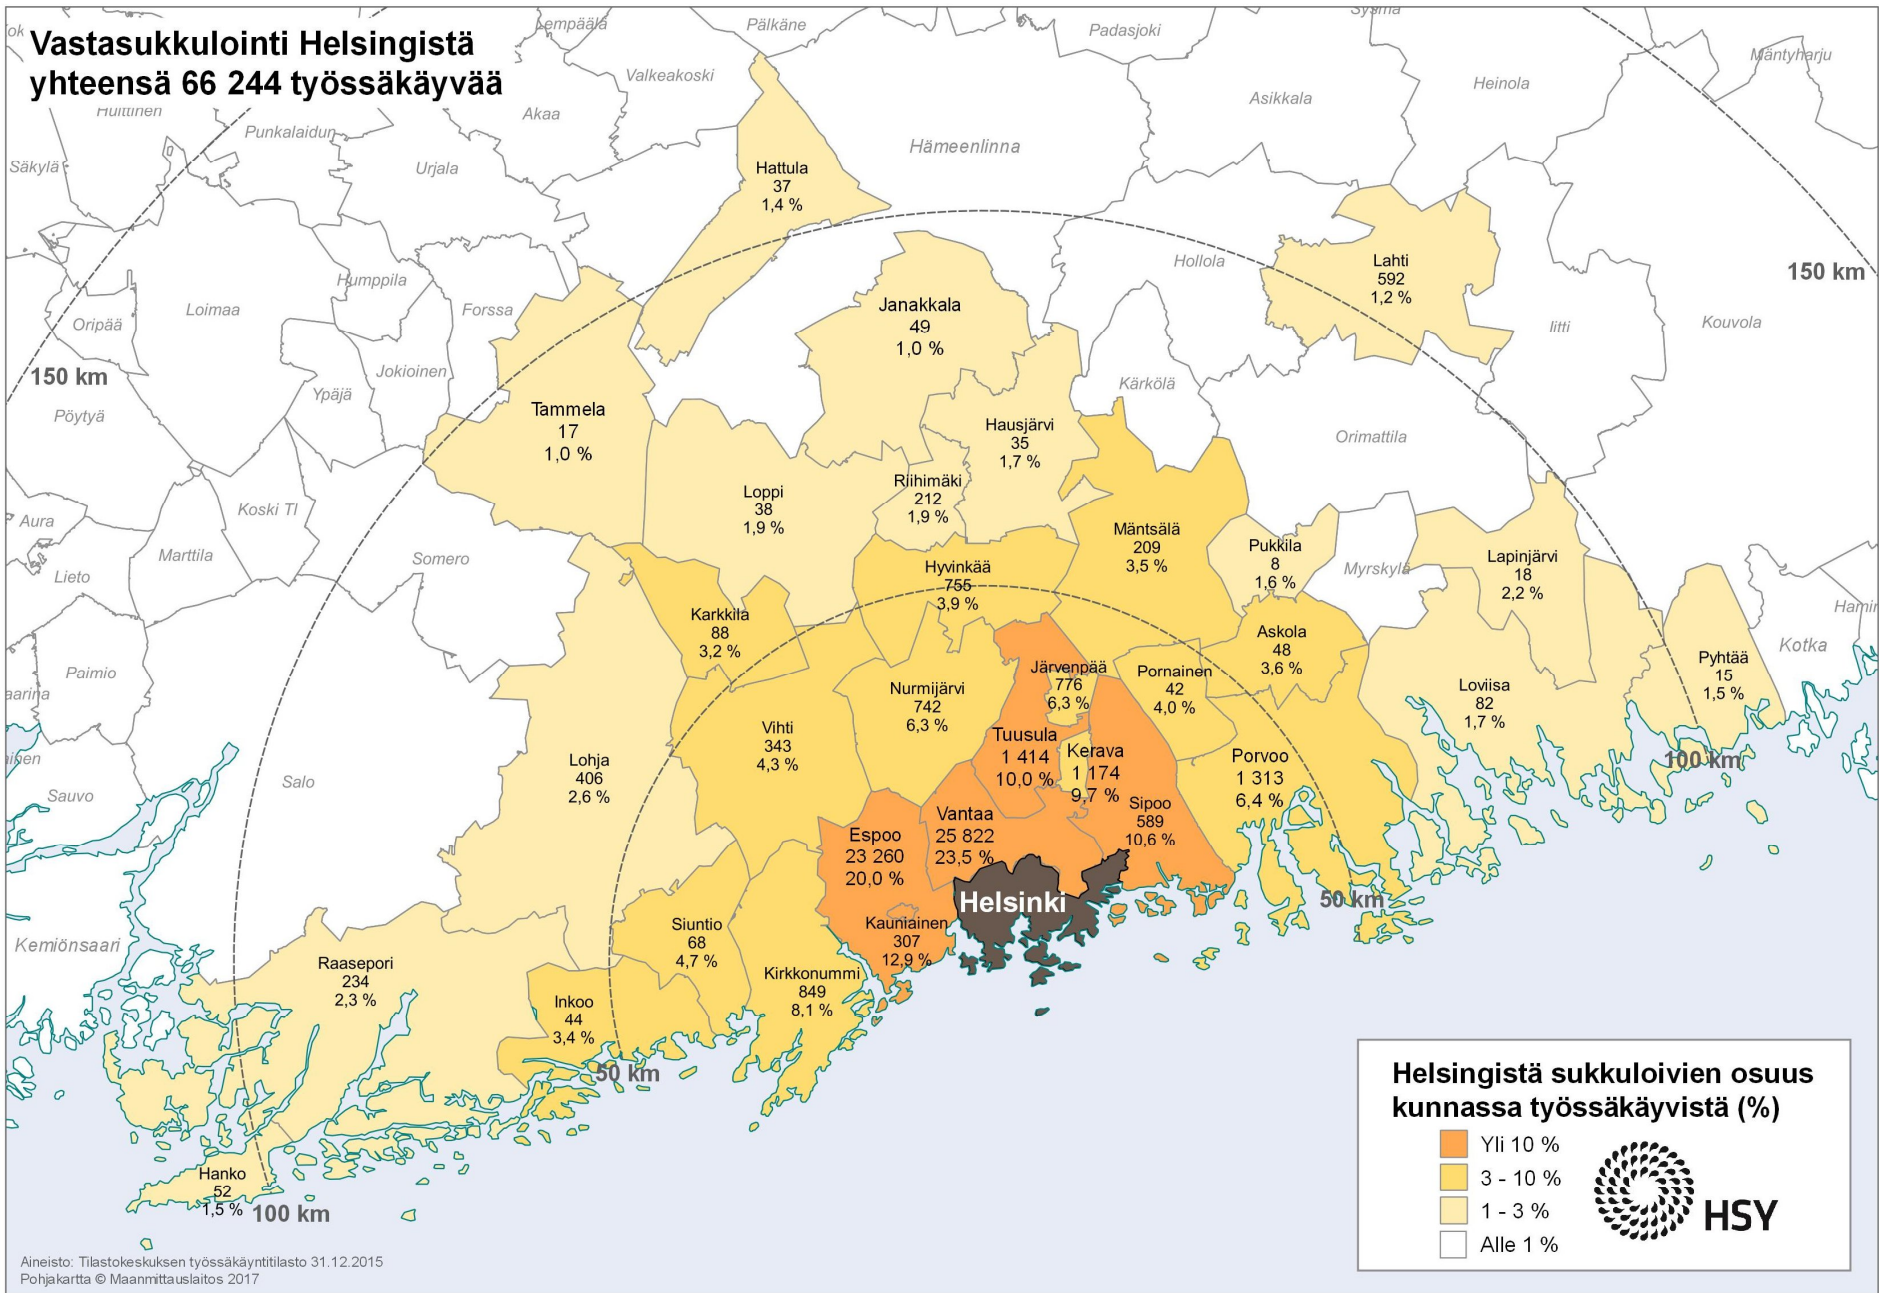 Vastasukkulointi Helsingistä
yhteensä 66 244 työssäkäyvää
Lempäälä
Pälkäne
Padasjoki
Sysmä
Mäntyharju
Valkeakoski
Heinola
Asikkala
Huittinen
Punkalaidun
Akaa
Hämeenlinna
Säkylä
Urjala
Hattula
37
1,4 %
Hollola
Lahti
592
1,2 %
150 km
Humppila
Loimaa
Forssa
Oripää
Janakkala
49
1,0 %
Iitti
Kouvola
150 km
Jokioinen
Ypäjä
Kärkölä
Pöytyä
Tammela
17
1,0 %
Hausjärvi
35
1,7 %
Orimattila
Riihimäki
212
1,9 %
Loppi
38
1,9 %
Koski Tl
Aura
Marttila
Mäntsälä
209
3,5 %
Pukkila
8
1,6 %
Myrskylä
Lapinjärvi
18
2,2 %
Somero
Lieto
Hyvinkää
755
3,9 %
Karkkila
88
3,2 %
Askola
48
3,6 %
Kotka
Paimio
Järvenpää
776
6,3 %
Pornainen
42
4,0 %
Pyhtää
15
1,5 %
Nurmijärvi
742
6,3 %
Loviisa
82
1,7 %
Vihti
343
4,3 %
Tuusula
1 414
10,0 %
Kerava
1 174
9,7 %
Porvoo
1 313
6,4 %
100 km
Lohja
406
2,6 %
Salo
Sauvo
Sipoo
589
10,6 %
Vantaa
25 822
23,5 %
Espoo
23 260
20,0 %
Helsinki
50 km
Kauniainen
307
12,9 %
Siuntio
68
4,7 %
Kemiönsaari
Raasepori
234
2,3 %
Kirkkonummi
849
8,1 %
Inkoo
44
3,4 %
50 km
Hanko
52
1,5 %
100 km
Helsingistä sukkuloivien osuus
kunnassa työssäkäyvistä (%)
Yli 10 %
3 - 10 %
1 - 3 %
Alle 1 %
HSY
Aineisto: Tilastokeskuksen työssäkäyntitilasto 31.12.2015
Pohjakartta © Maanmittauslaitos 2017